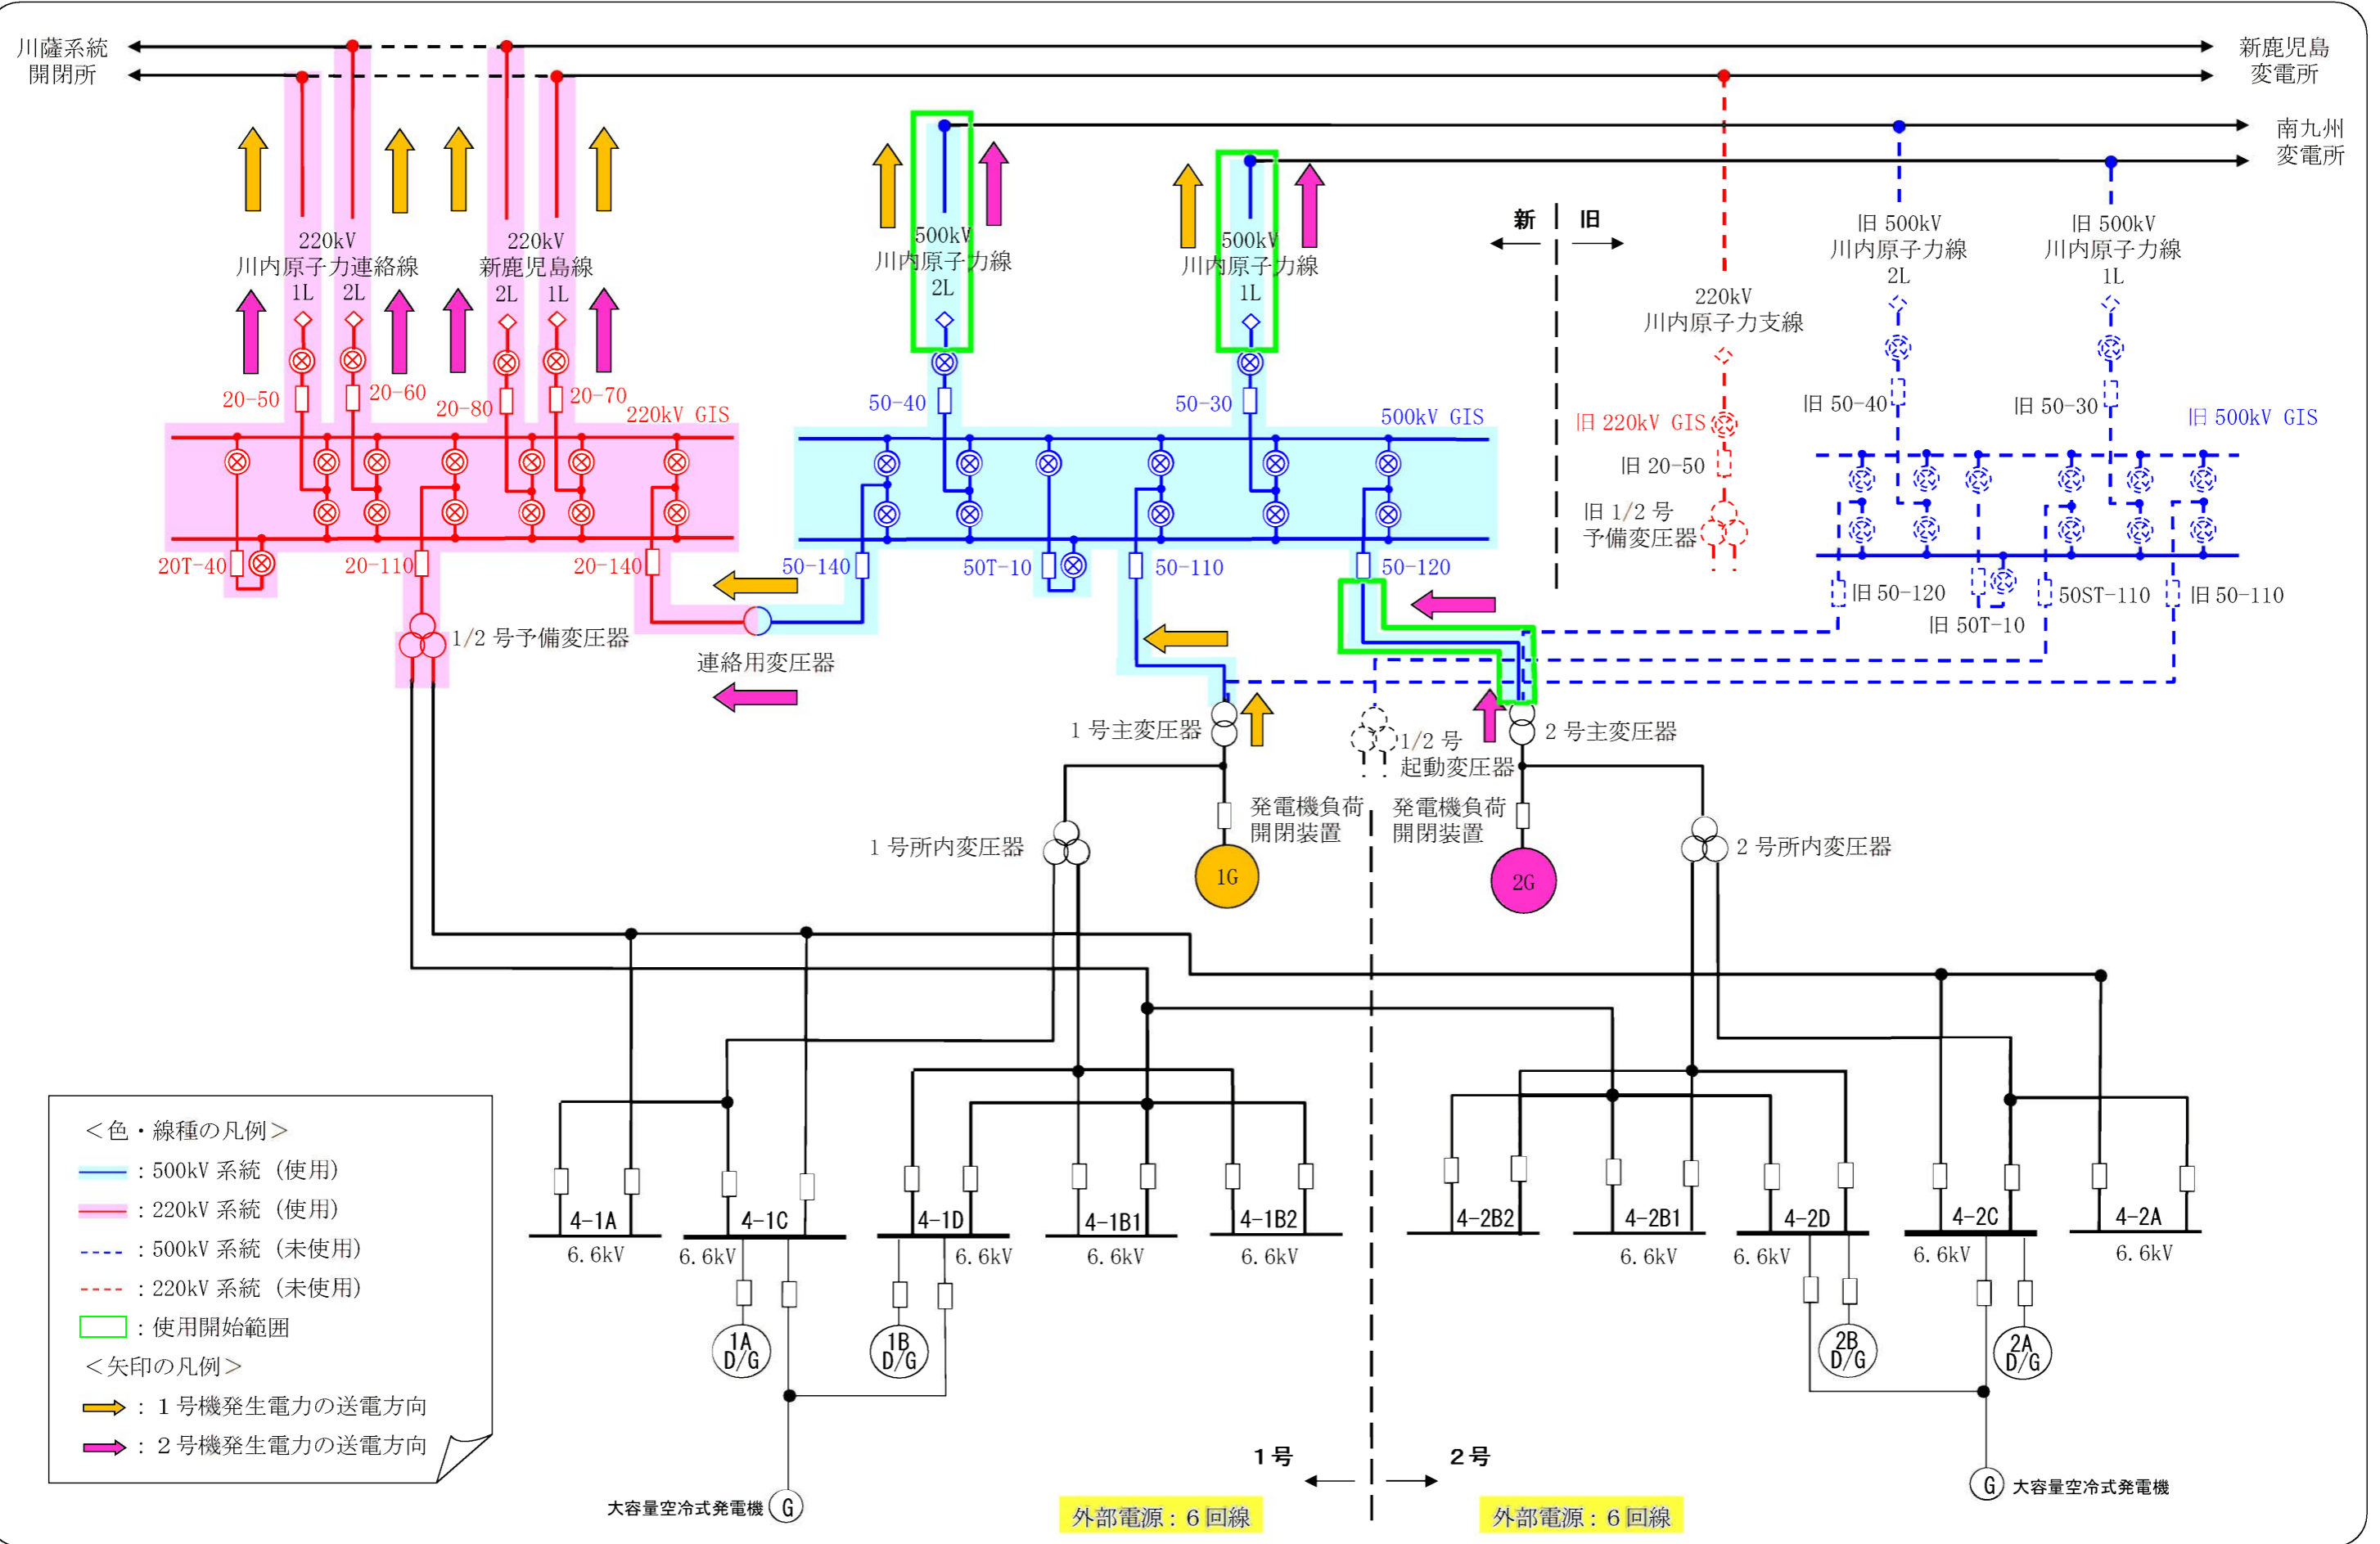 川薩系統
開閉所
新鹿児島
変電所
南九州
変電所
220kV
川内原子力連絡線
1L 2L
220kV
新鹿児島線
2L 1L
500kV
川内原子力線
2L
500kV
川内原子力線
1L
新 旧
220kV
川内原子力支線
旧 500kV
川内原子力線
2L
旧 500kV
川内原子力線
1L
20-50
20-60
20-80
20-70
220kV GIS
50-40
50-30
500kV GIS
旧 220kV GIS
旧 20-50
旧 1/2 号
予備変圧器
旧 50-40
旧 50-30
旧 500kV GIS
20T-40
20-110
20-140
50-140
50T-10
50-110
50-120
旧 50-120
旧 50T-10
50ST-110
旧 50-110
1/2 号予備変圧器
連絡用変圧器
1 号主変圧器
1/2 号
起動変圧器
2 号主変圧器
発電機負荷
開閉装置
発電機負荷
開閉装置
1 号所内変圧器
2 号所内変圧器
1G
2G
4-1A
6.6kV
4-1C
6.6kV
4-1D
6.6kV
4-1B1
6.6kV
4-1B2
6.6kV
4-2B2
4-2B1
6.6kV
4-2D
6.6kV
4-2C
6.6kV
4-2A
6.6kV
1A
D/G
1B
D/G
2B
D/G
2A
D/G
大容量空冷式発電機 G
G 大容量空冷式発電機
1号 2号
外部電源：6 回線
外部電源：6 回線
＜色・線種の凡例＞
：500kV 系統（使用）
：220kV 系統（使用）
：500kV 系統（未使用）
：220kV 系統（未使用）
：使用開始範囲
＜矢印の凡例＞
：１号機発生電力の送電方向
：２号機発生電力の送電方向